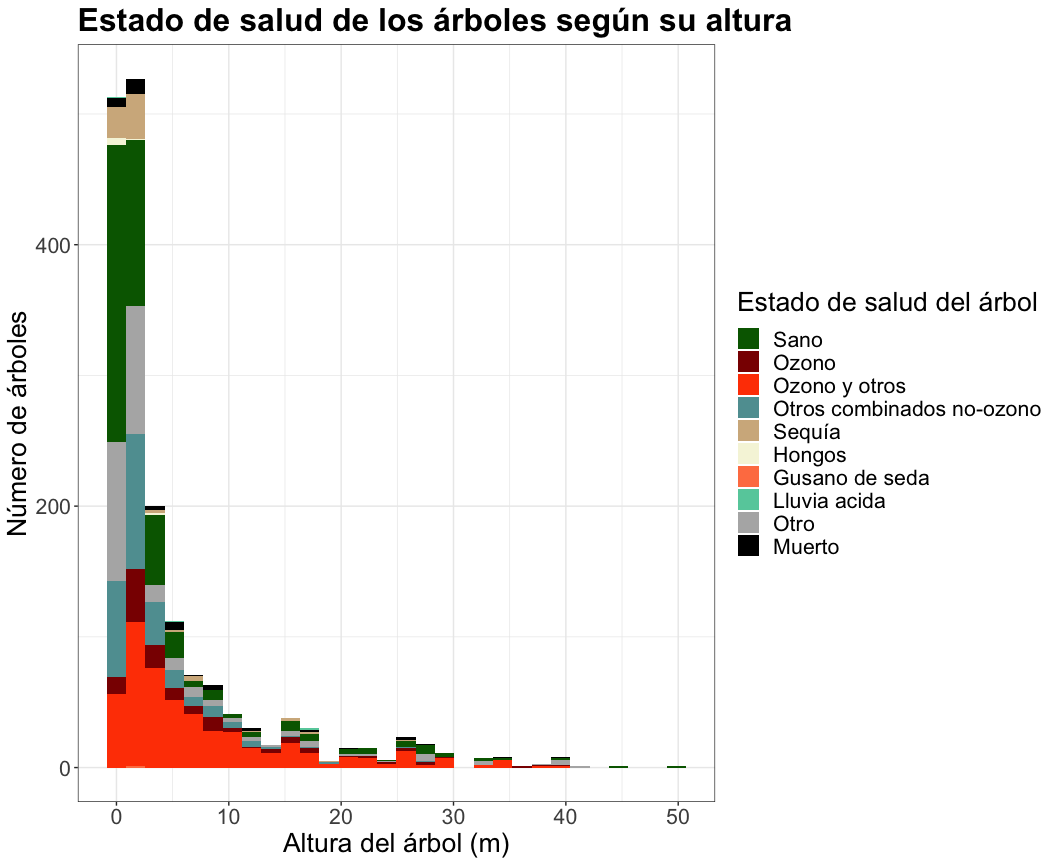 Estado de salud de los árboles según su altura
Número de árboles
400
200
0
0 10 20 30 40 50
Altura del árbol (m)
Estado de salud del árbol
Sano
Ozono
Ozono y otros
Otros combinados no-ozono
Sequía
Hongos
Gusano de seda
Lluvia acida
Otro
Muerto